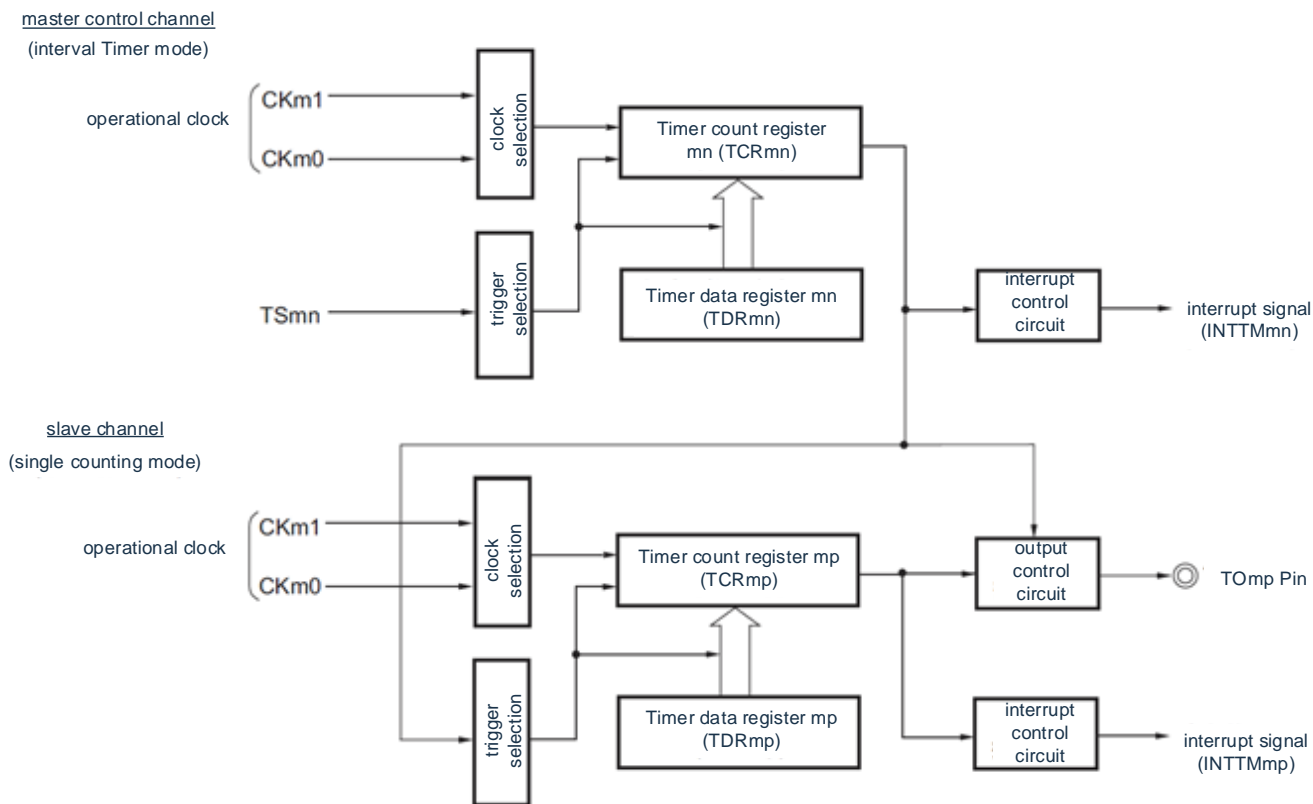 master control channel
(interval Timer mode)
operational clock
CKm1
CKm0
clock
selection
Timer count register
mn (TCRmn)
TSmn
trigger
selection
Timer data register mn
(TDRmn)
interrupt
control
circuit
interrupt signal
(INTTMmn)
slave channel
(single counting mode)
operational clock
CKm1
CKm0
clock
selection
Timer count register mp
(TCRmp)
output
control
circuit
TOmp Pin
trigger
selection
Timer data register mp
(TDRmp)
interrupt
control
circuit
interrupt signal
(INTTMmp)